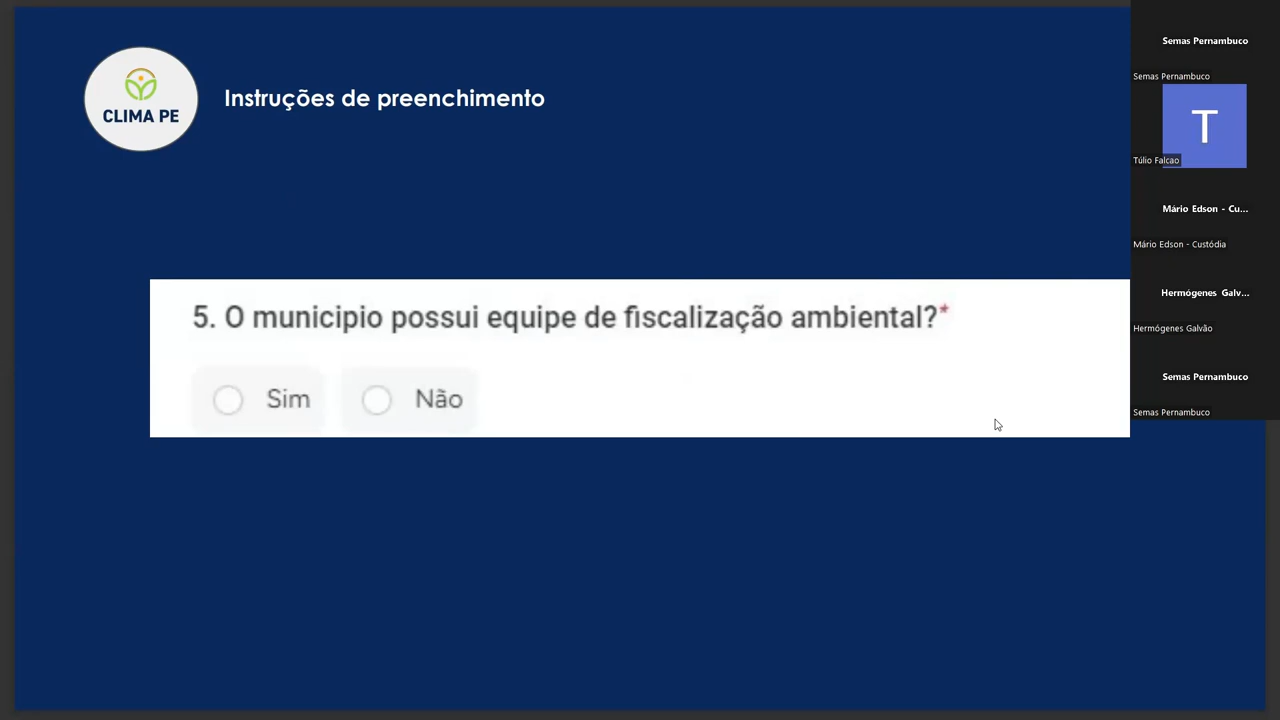 CLIMA PE
Instruções de preenchimento
5. O municipio possui equipe de fiscalização ambiental?*
Sim
Não
Semas Pernambuco
Semas Pernambuco
T
Túlio Falcao
Mário Edson - Cu...
Mário Edson - Custódia
Hermógenes Galv...
Hermógenes Galvão
Semas Pernambuco
Semas Pernambuco